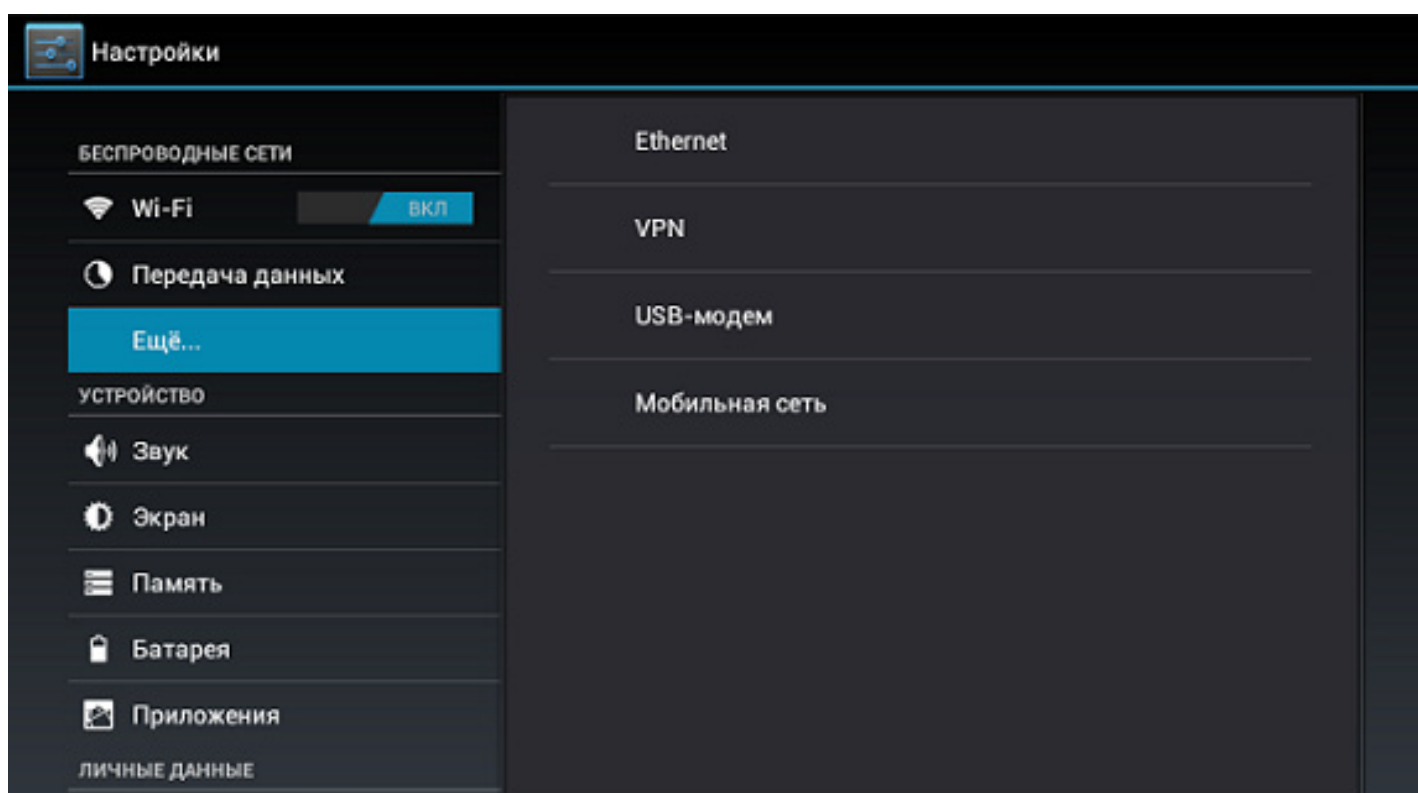 Настройки
БЕСПРОВОДНЫЕ СЕТИ
Wi-Fi ВКЛ
Передача данных
Ещё...
УСТРОЙСТВО
Звук
Экран
Память
Батарея
Приложения
ЛИЧНЫЕ ДАННЫЕ
Ethernet
VPN
USB-модем
Мобильная сеть